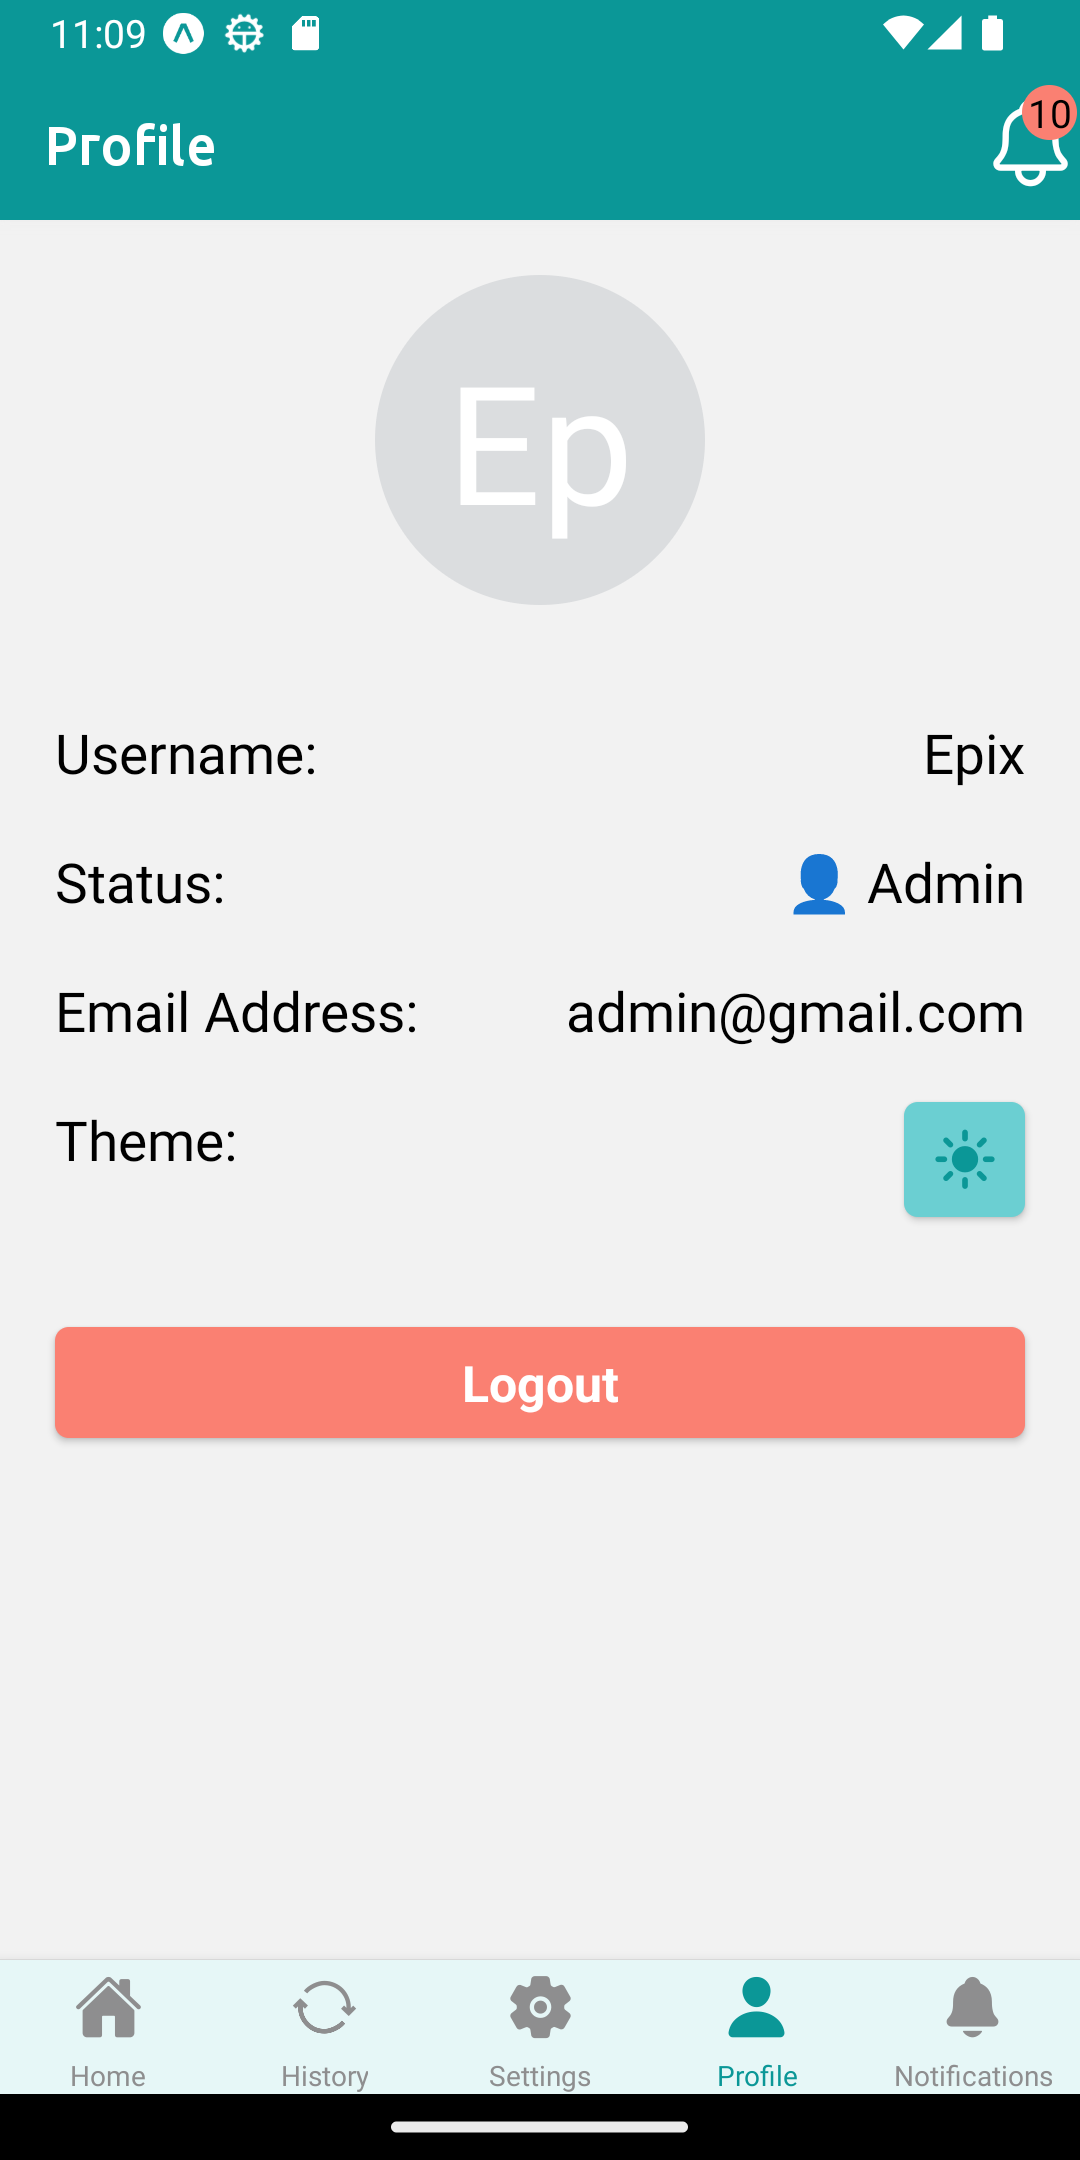 11:09
Profile
10
Ep
Username: Epix
Status: 👤 Admin
Email Address: admin@gmail.com
Theme:
Logout
Home History Settings Profile Notifications